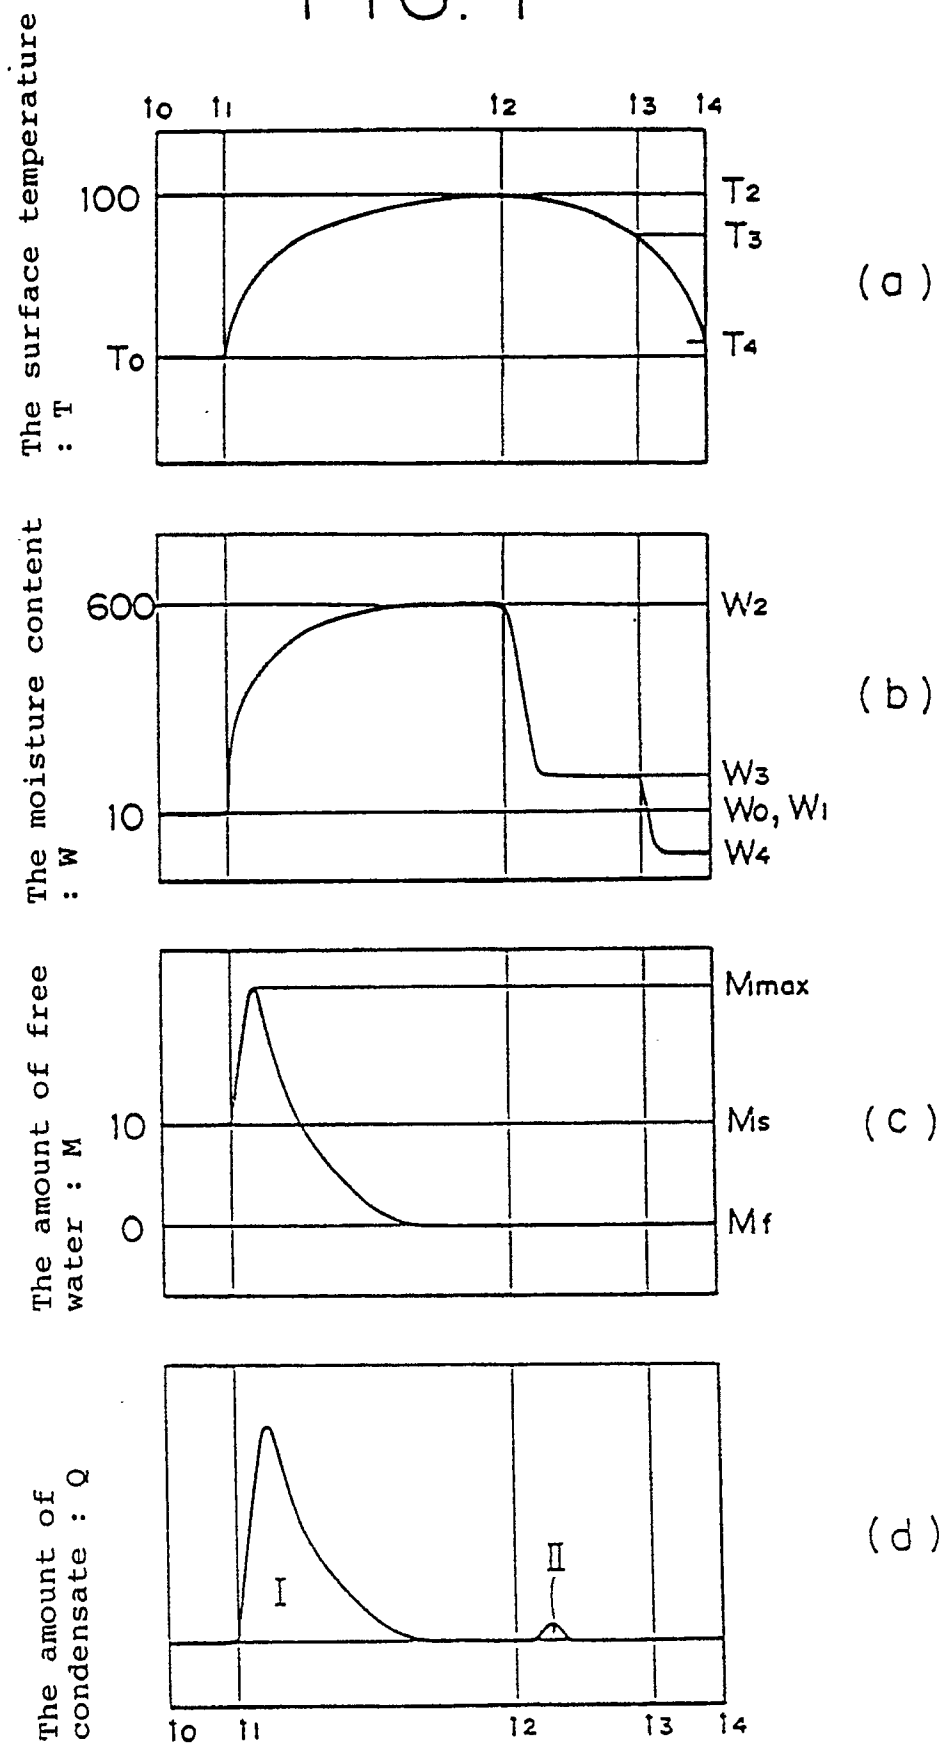 FIG. 1
t0 t1 t2 t3 t4
The surface temperature
: T
100
T0
T2
T3
T4
(a)
The moisture content
: W
600
10
W2
W3
W0, W1
W4
(b)
The amount of free
water : M
10
0
Mmax
Ms
Mf
(c)
The amount of
condensate : Q
I
II
(d)
t0 t1 t2 t3 t4